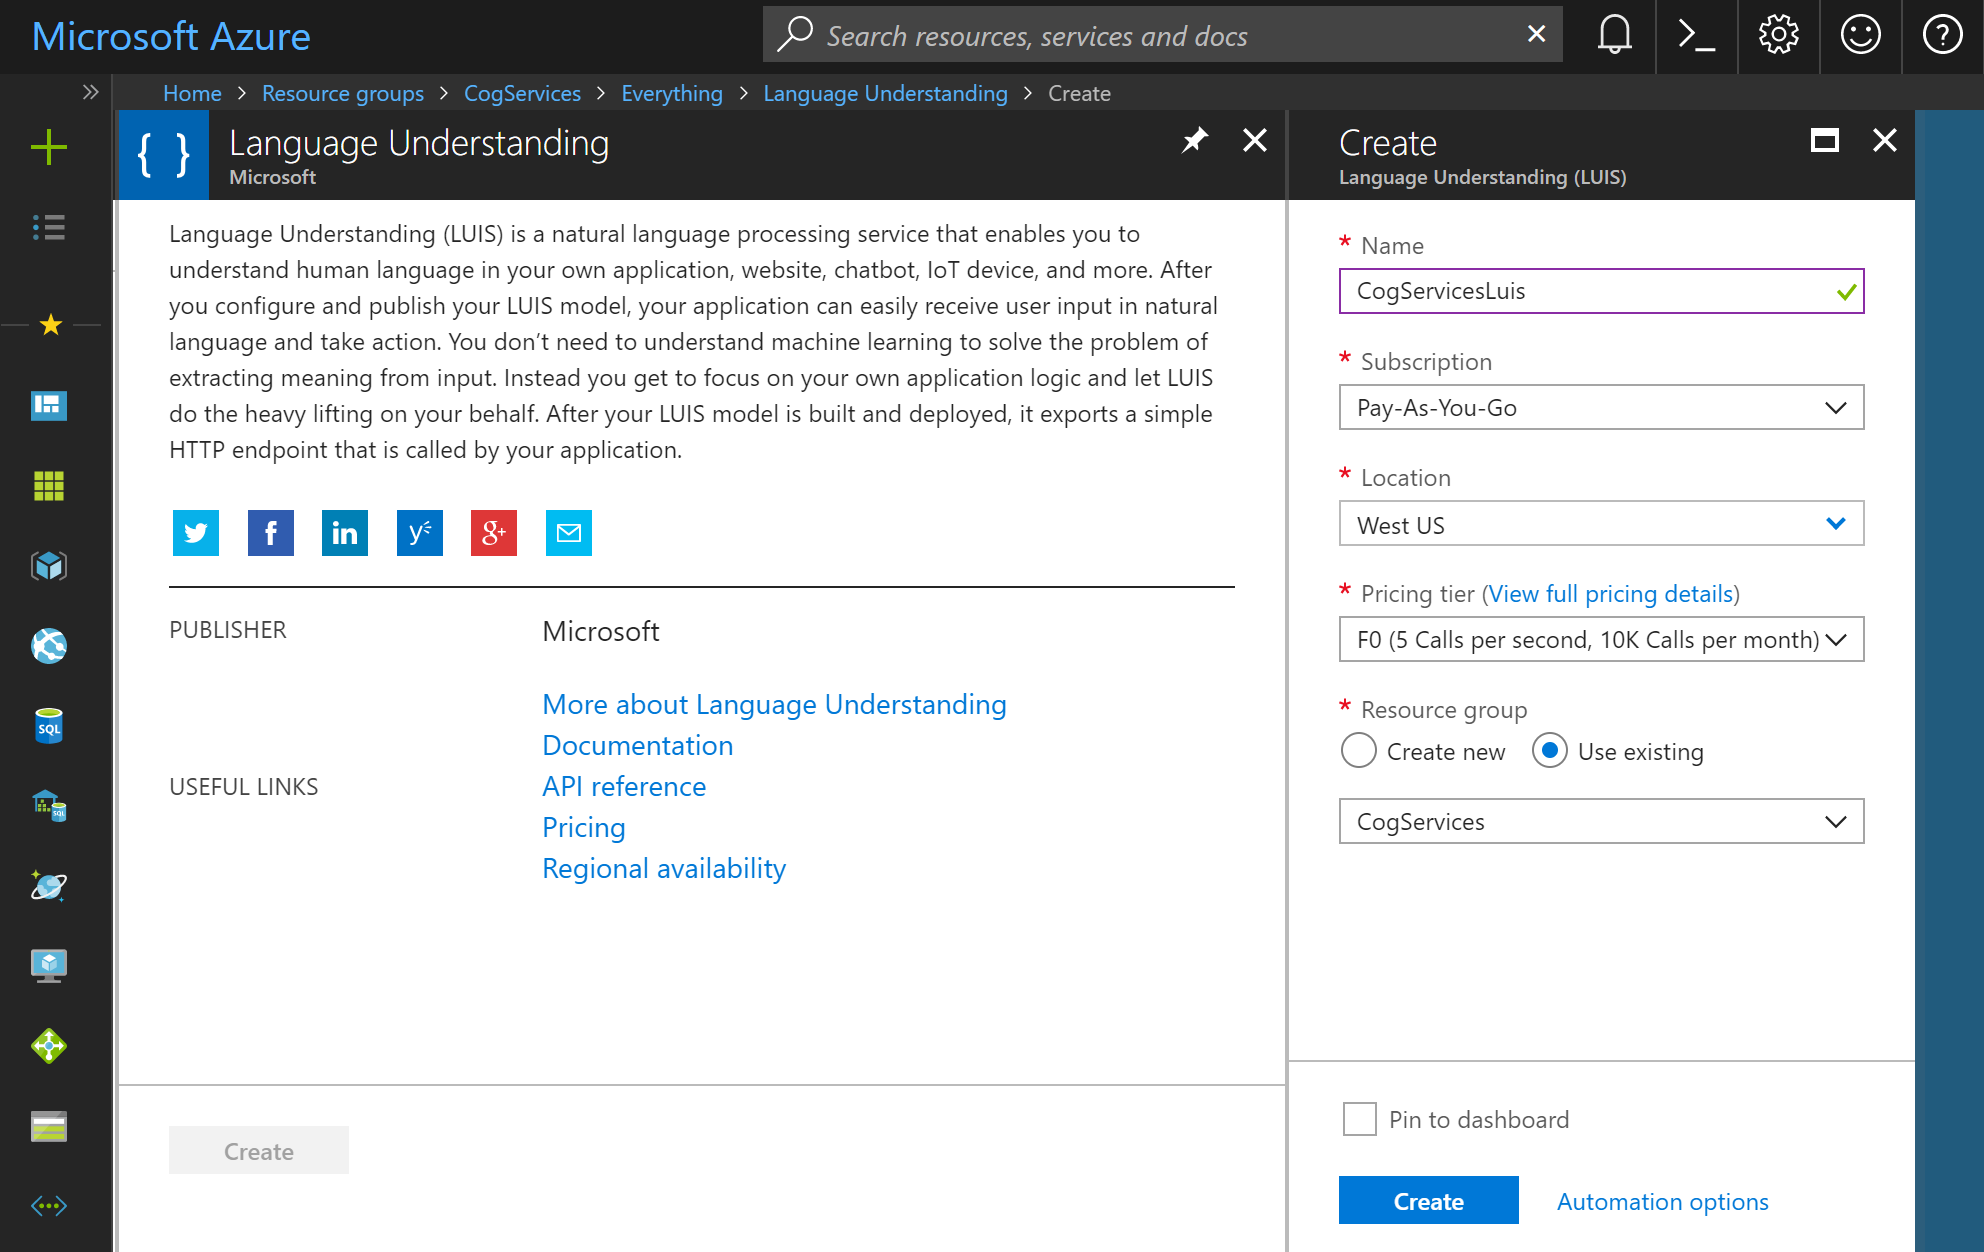 Microsoft Azure
Search resources, services and docs
Home > Resource groups > CogServices > Everything > Language Understanding > Create
{ }
Language Understanding
Microsoft
Language Understanding (LUIS) is a natural language processing service that enables you to
understand human language in your own application, website, chatbot, IoT device, and more. After
you configure and publish your LUIS model, your application can easily receive user input in natural
language and take action. You don’t need to understand machine learning to solve the problem of
extracting meaning from input. Instead you get to focus on your own application logic and let LUIS
do the heavy lifting on your behalf. After your LUIS model is built and deployed, it exports a simple
HTTP endpoint that is called by your application.
PUBLISHER
Microsoft
USEFUL LINKS
More about Language Understanding
Documentation
API reference
Pricing
Regional availability
Create
Create
Language Understanding (LUIS)
* Name
CogServicesLuis
* Subscription
Pay-As-You-Go
* Location
West US
* Pricing tier (View full pricing details)
F0 (5 Calls per second, 10K Calls per month)
* Resource group
Create new
Use existing
CogServices
Pin to dashboard
Create
Automation options
SQL
SQL